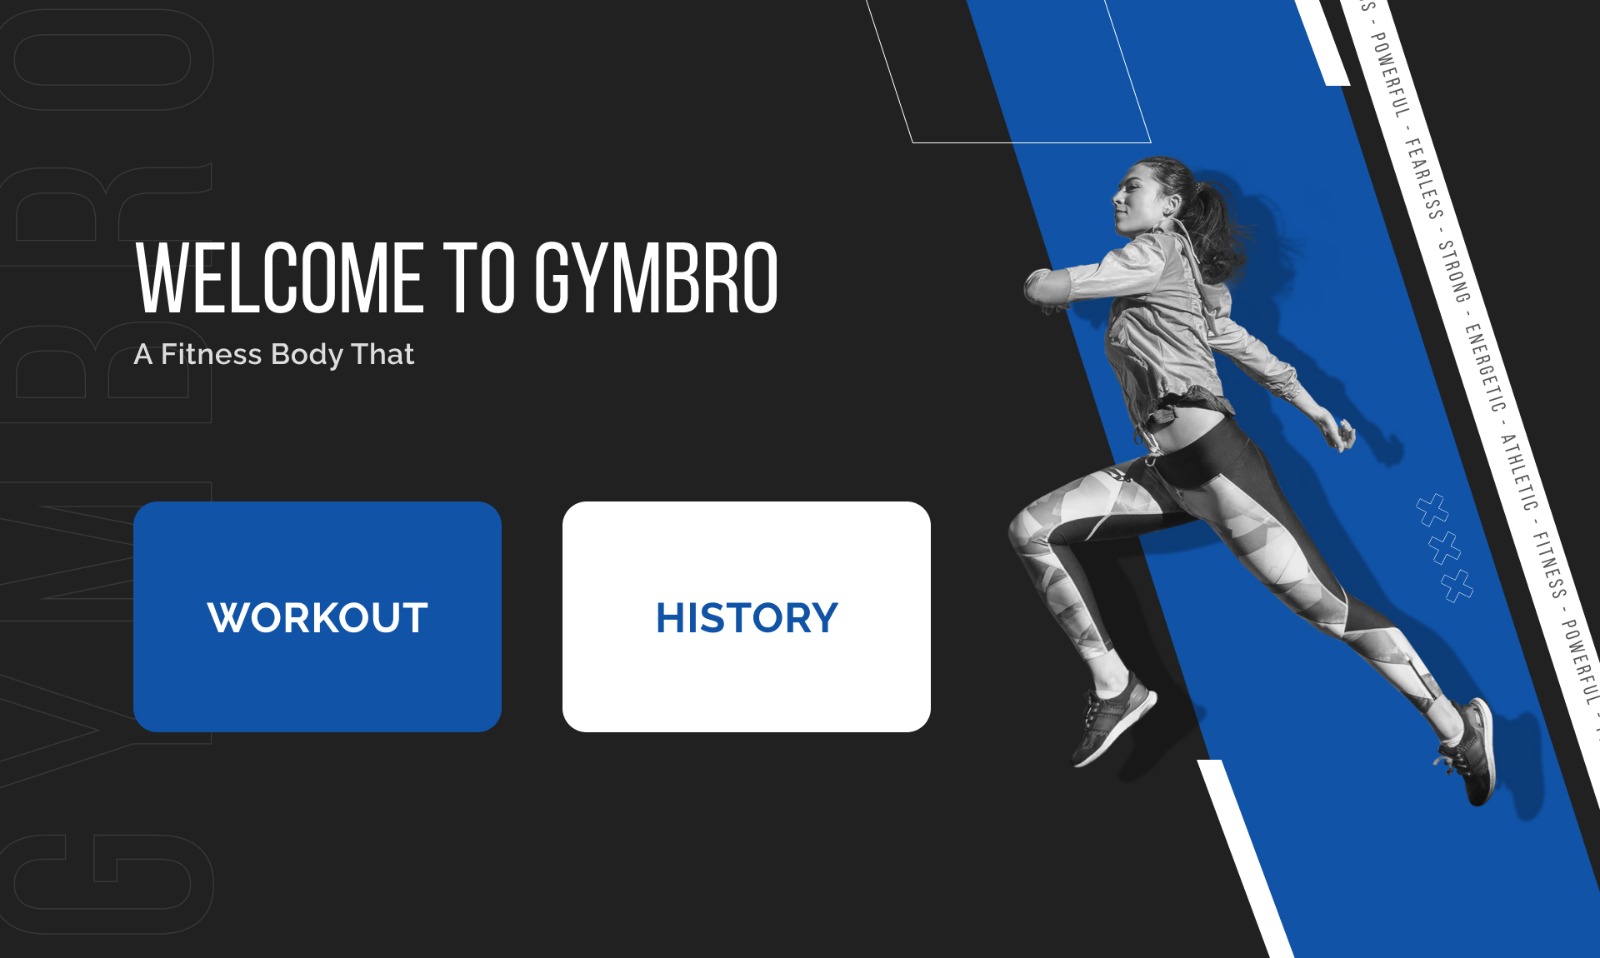 GYMBRO
WELCOME TO GYMBRO
A Fitness Body That
WORKOUT
HISTORY
POWERFUL - FEARLESS - STRONG - ENERGETIC - ATHLETIC - FITNESS - POWERFUL -